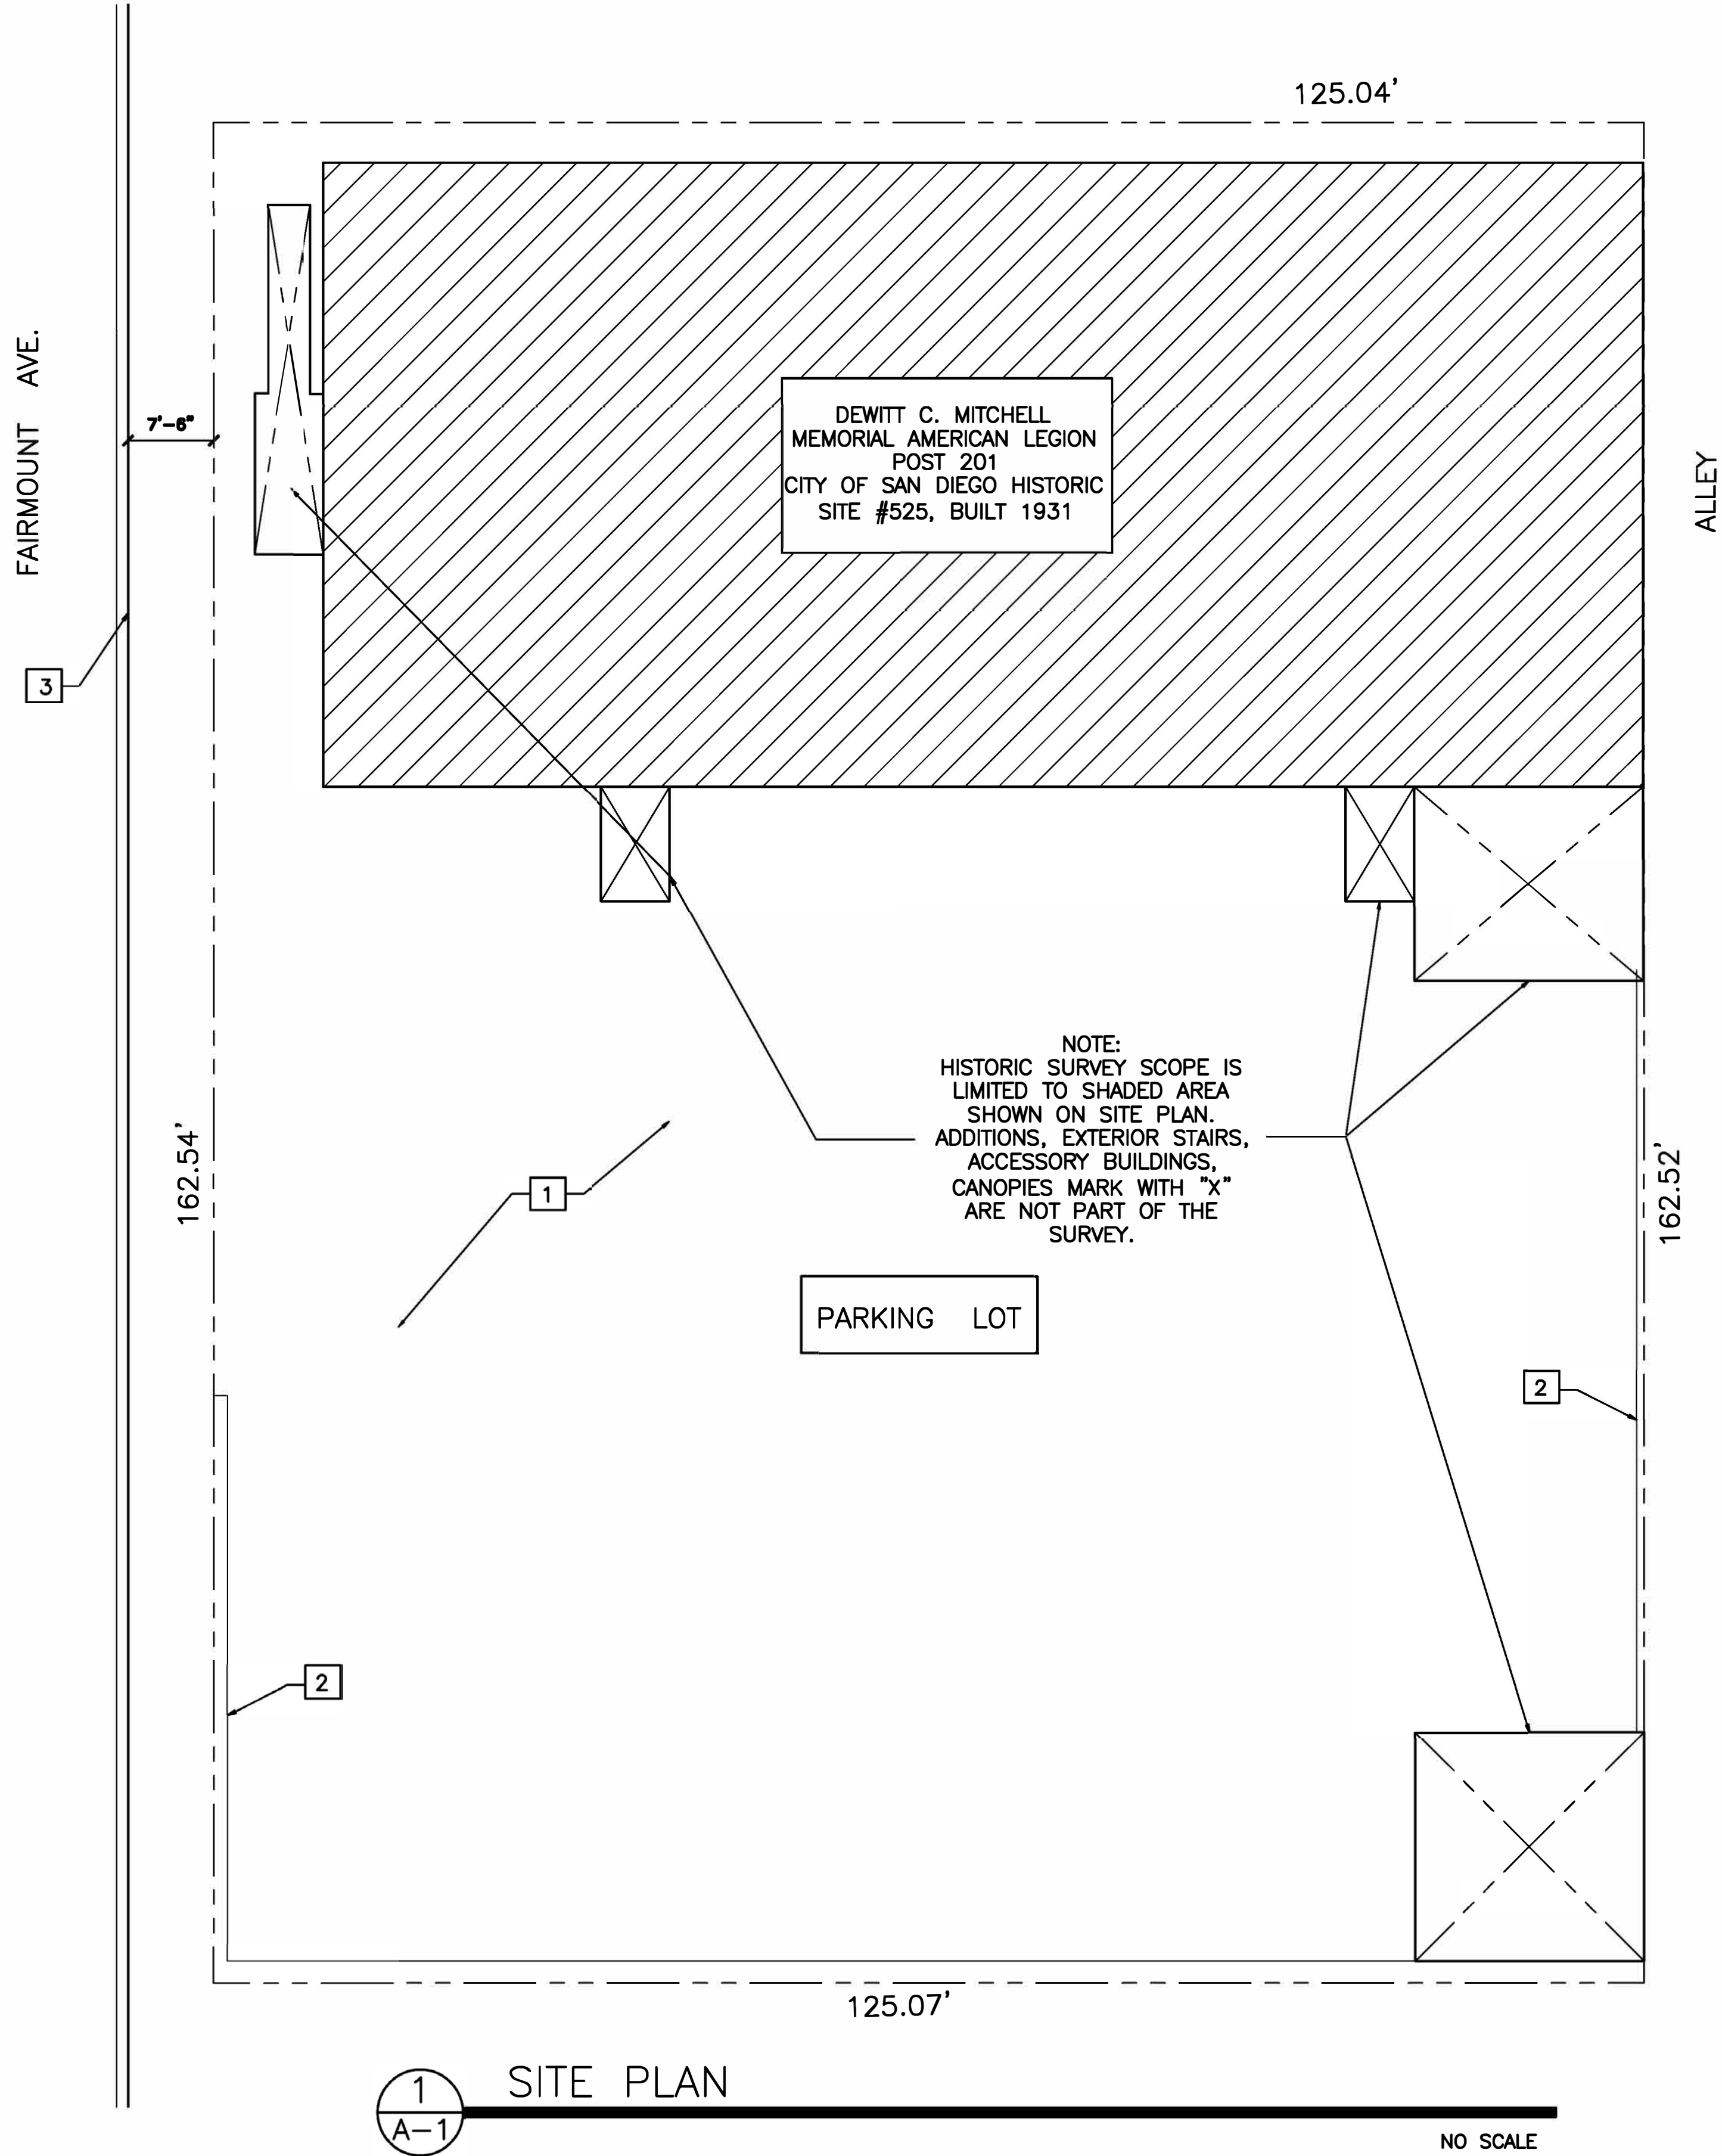 125.04'
FAIRMOUNT AVE.
7'-6"
DEWITT C. MITCHELL
MEMORIAL AMERICAN LEGION
POST 201
CITY OF SAN DIEGO HISTORIC
SITE #525, BUILT 1931
ALLEY
3
NOTE:
HISTORIC SURVEY SCOPE IS
LIMITED TO SHADED AREA
SHOWN ON SITE PLAN.
ADDITIONS, EXTERIOR STAIRS,
ACCESSORY BUILDINGS,
CANOPIES MARK WITH "X"
ARE NOT PART OF THE
SURVEY.
162.54'
1
162.52'
PARKING LOT
2
2
125.07'
1
A-1
SITE PLAN
NO SCALE